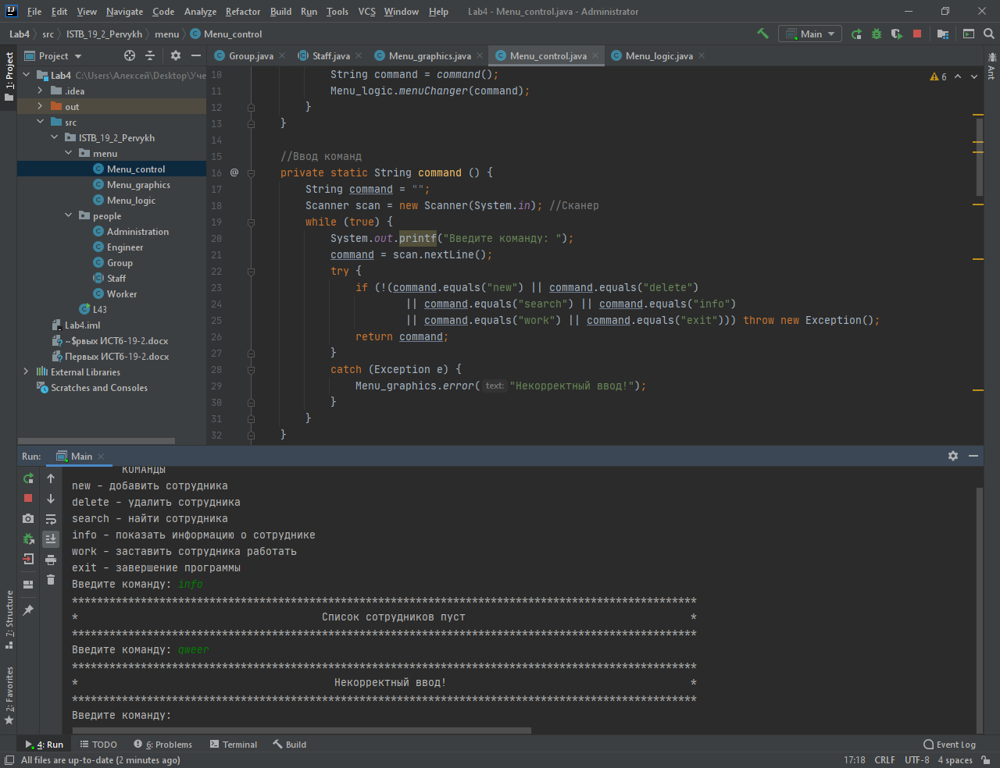 File Edit View Navigate Code Analyze Refactor Build Run Tools VCS Window Help Lab4 - Menu_control.java - Administrator
Lab4 src ISTB_19_2_Pervykh menu Menu_control Main
1: Project
Project
Group.java Staff.java Menu_graphics.java Menu_control.java Menu_logic.java
Ant
Lab4 C:\Users\Алексей\Desktop\Уче
.idea
out
src
ISTB_19_2_Pervykh
menu
Menu_control
Menu_graphics
Menu_logic
people
Administration
Engineer
Group
Staff
Worker
L43
Lab4.iml
~$рвых ИСТб-19-2.docx
Первых ИСТб-19-2.docx
External Libraries
Scratches and Consoles
6
10 String command = command();
11 Menu_logic.menuChanger(command);
12 }
13 }
14
15 //Ввод команд
16 @ private static String command () {
17 String command = "";
18 Scanner scan = new Scanner(System.in); //Сканер
19 while (true) {
20 System.out.printf("Введите команду: ");
21 command = scan.nextLine();
22 try {
23 if (!(command.equals("new") || command.equals("delete")
24 || command.equals("search") || command.equals("info")
25 || command.equals("work") || command.equals("exit"))) throw new Exception();
26 return command;
27 }
28 catch (Exception e) {
29 Menu_graphics.error( text: "Некорректный ввод!");
30 }
31 }
32 }
Run: Main
КОМАНДЫ
new - добавить сотрудника
delete - удалить сотрудника
search - найти сотрудника
info - показать информацию о сотруднике
work - заставить сотрудника работать
exit - завершение программы
Введите команду: info
****************************************************************************************************
* Список сотрудников пуст *
****************************************************************************************************
Введите команду: qweer
****************************************************************************************************
* Некорректный ввод! *
****************************************************************************************************
Введите команду:
7: Structure
2: Favorites
4: Run TODO 6: Problems Terminal Build Event Log
All files are up-to-date (2 minutes ago) 17:18 CRLF UTF-8 4 spaces